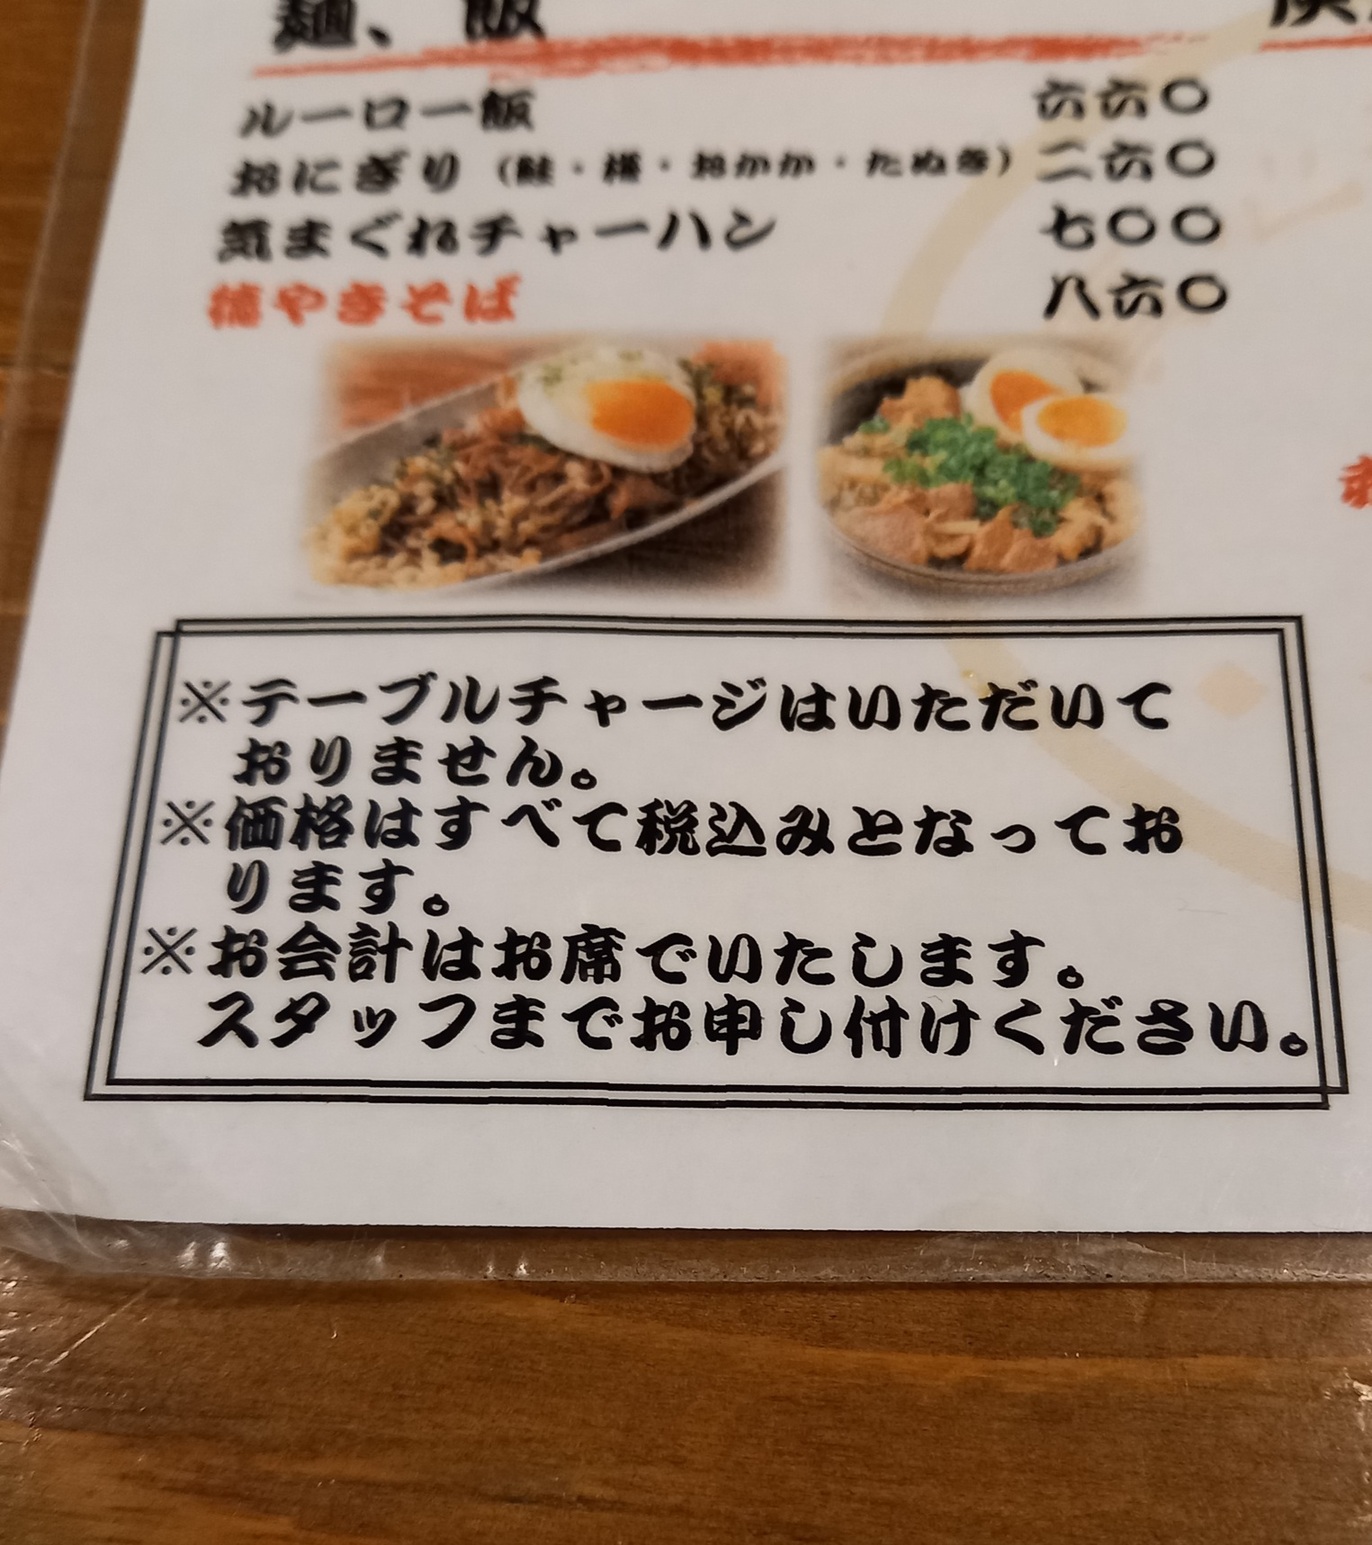 麺、飯
ルーロー飯 六六〇
おにぎり（鮭・梅・おかか・たぬき） 二六〇
気まぐれチャーハン 七〇〇
やきそば 八六〇
※テーブルチャージはいただいて
おりません。
※価格はすべて税込みとなってお
ります。
※お会計はお席でいたします。
スタッフまでお申し付けください。